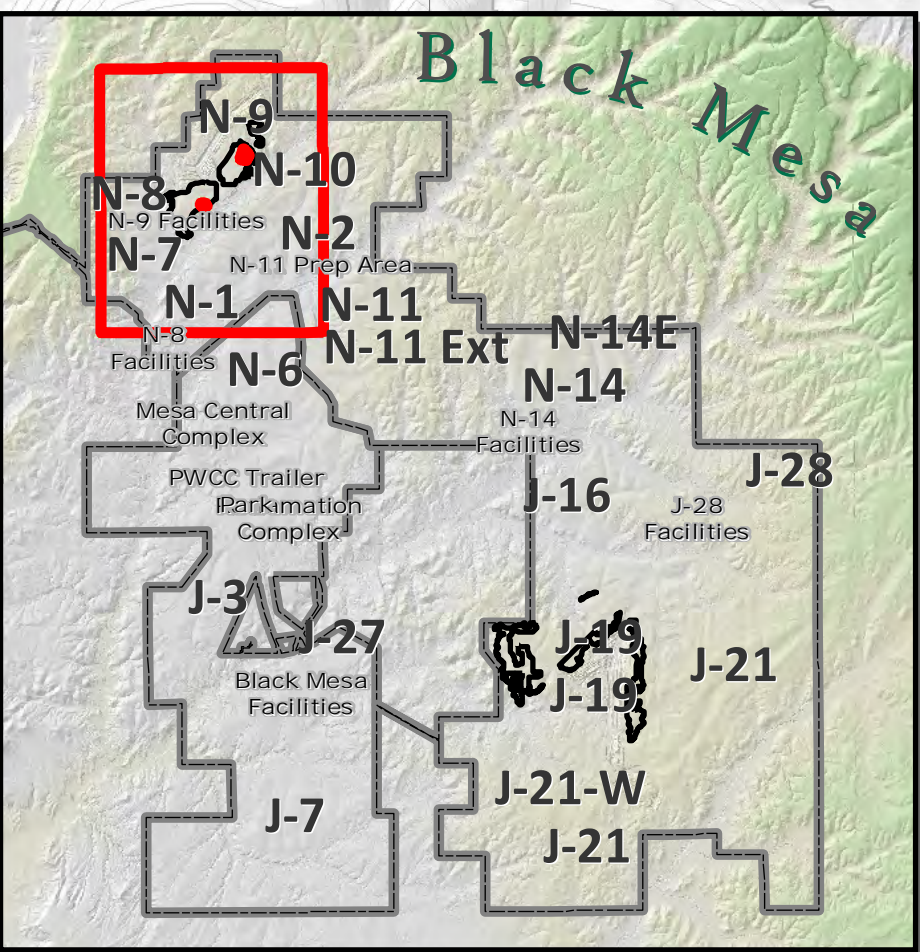 Black Mesa
N-9
N-10
N-8
N-9 Facilities
N-2
N-7
N-11 Prep Area
N-1
N-11
N-8
Facilities
N-11 Ext
N-14E
N-6
N-14
Mesa Central
Complex
N-14
Facilities
J-28
PWCC Trailer
Park
Complex
J-16
J-28
Facilities
J-3
J-27
J-19
J-21
Black Mesa
Facilities
J-19
J-21-W
J-7
J-21